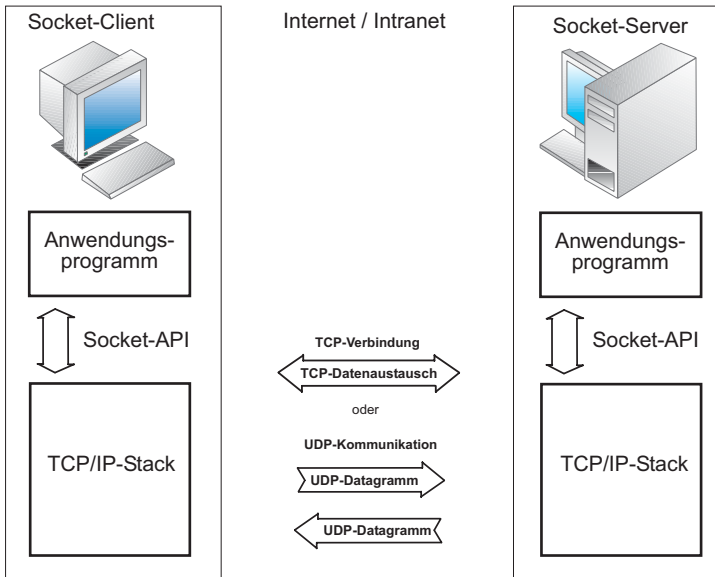 Socket-Client
Internet / Intranet
Socket-Server
Anwendungs-
programm
Anwendungs-
programm
Socket-API
Socket-API
TCP-Verbindung
TCP-Datenaustausch
oder
UDP-Kommunikation
TCP/IP-Stack
TCP/IP-Stack
UDP-Datagramm
UDP-Datagramm